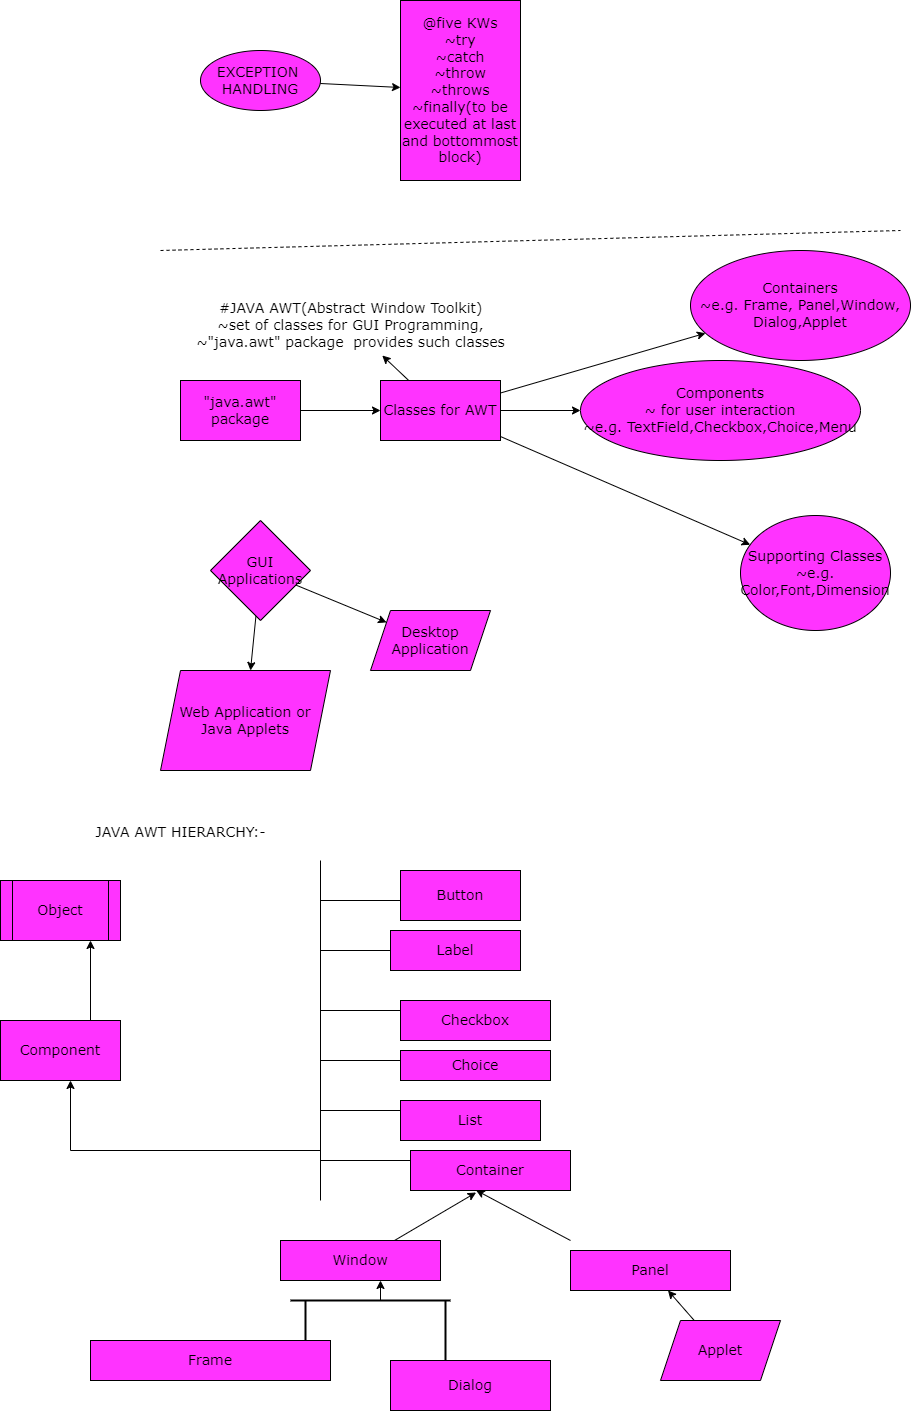 @five KWs
~try
~catch
~throw
~throws
~finally(to be
executed at last
and bottommost
block)
EXCEPTION
HANDLING
#JAVA AWT(Abstract Window Toolkit)
~set of classes for GUI Programming,
~"java.awt" package  provides such classes
Containers
~e.g. Frame, Panel,Window,
Dialog,Applet
"java.awt"
package
Classes for AWT
Components
~ for user interaction
~e.g. TextField,Checkbox,Choice,Menu
Supporting Classes
~e.g.
Color,Font,Dimension
GUI
Applications
Desktop
Application
Web Application or
Java Applets
JAVA AWT HIERARCHY:-
Object
Component
Button
Label
Checkbox
Choice
List
Container
Window
Panel
Frame
Dialog
Applet